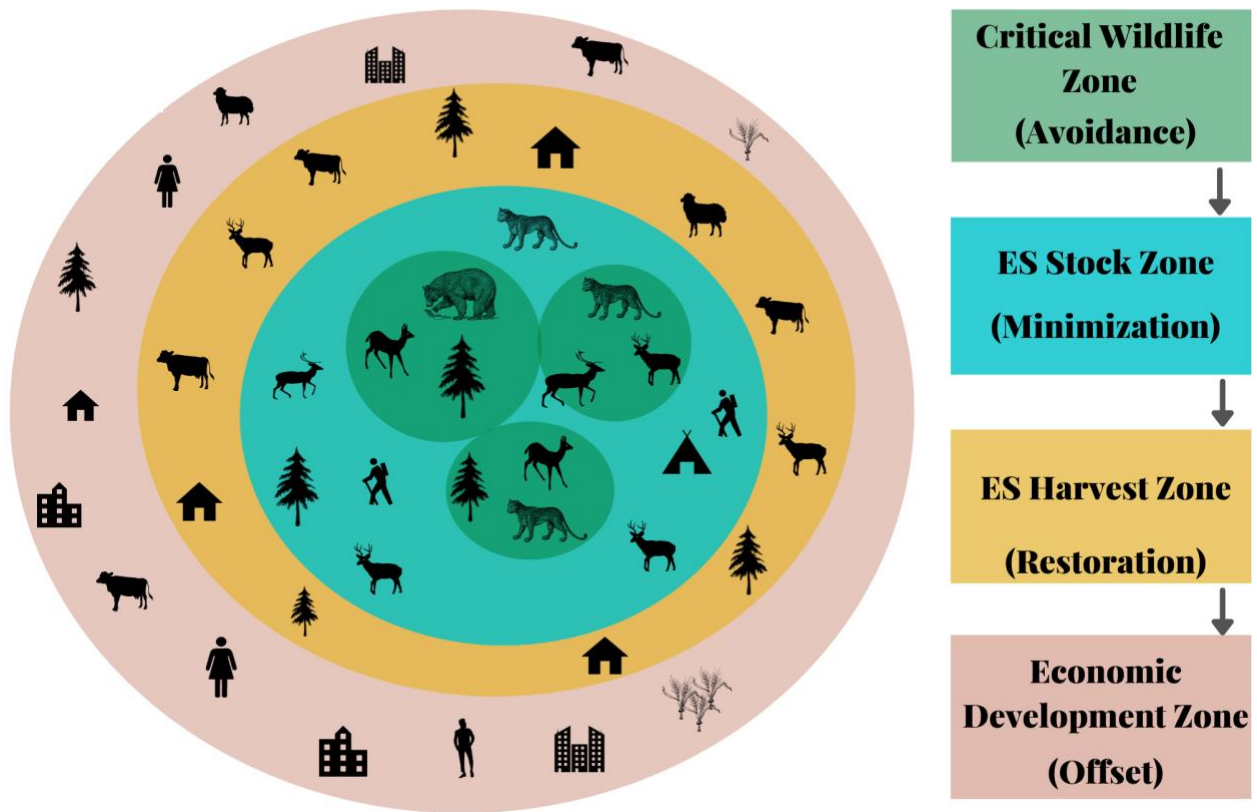 Critical Wildlife
Zone
(Avoidance)
ES Stock Zone
(Minimization)
ES Harvest Zone
(Restoration)
Economic
Development Zone
(Offset)